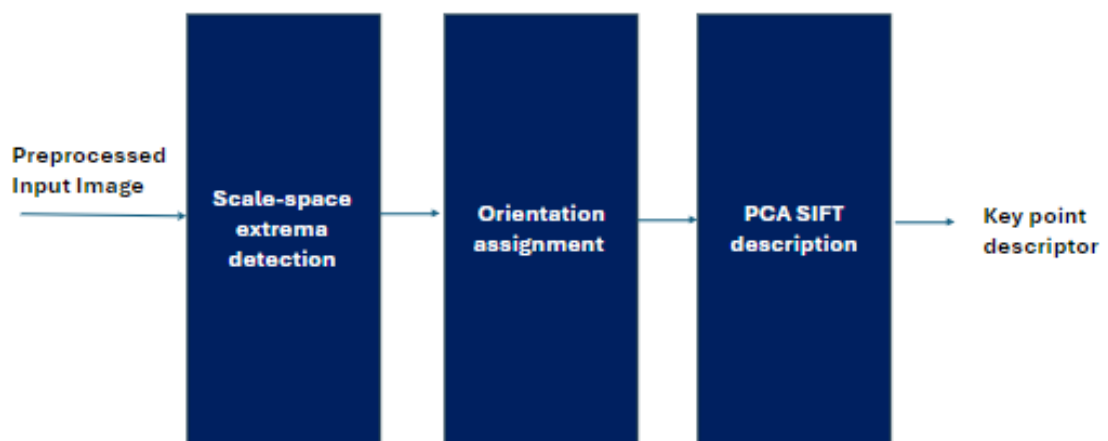 Preprocessed
Input Image
Scale-space
extrema
detection
Orientation
assignment
PCA SIFT
description
Key point
descriptor